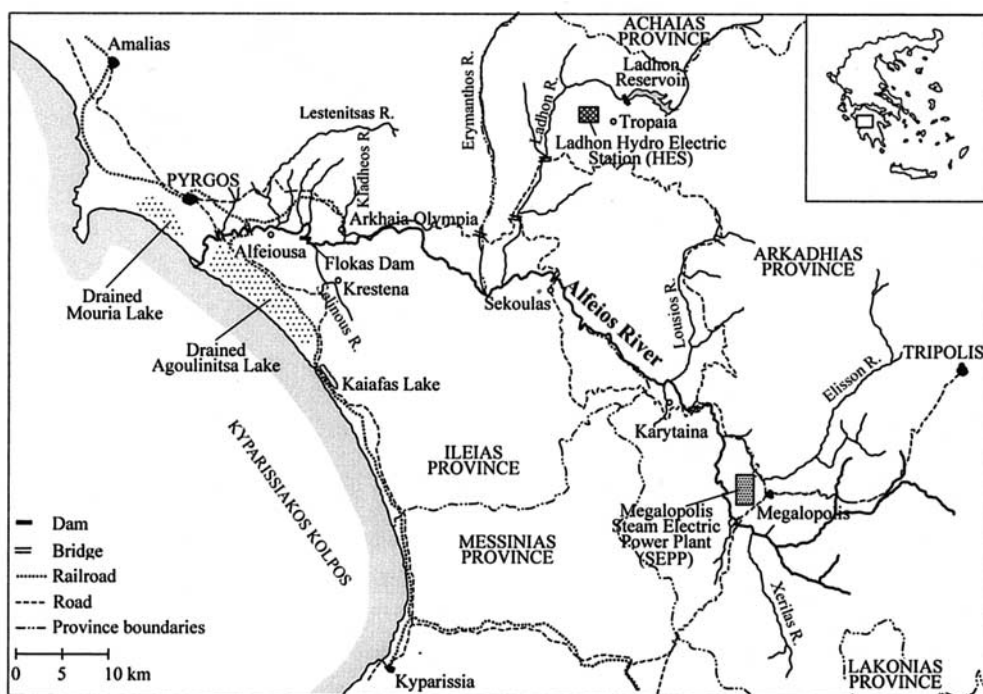 Amalias
ACHAIAS
PROVINCE
Ladhon
Reservoir
Erymanthos R.
Ladhon R.
Lestenitsas R.
Tropaia
Ladhon Hydro Electric
Station (HES)
Kladheos R.
PYRGOS
Arkhaia Olympia
Alfeiousa
Flokas Dam
Krestena
Sekoulas
ARKADHIAS
PROVINCE
Drained
Mouria Lake
Alfeios River
Lousios R.
Drained
Agoulinitsa Lake
Kaiafas Lake
Elisson R.
TRIPOLIS
Karytaina
KYPARISSIAKOS KOLPOS
ILEIAS
PROVINCE
Megalopolis
Megalopolis
Steam Electric
Power Plant
(SEPP)
MESSINIAS
PROVINCE
Xerilas R.
Dam
Bridge
Railroad
Road
Province boundaries
0 5 10 km
Kyparissia
LAKONIAS
PROVINCE